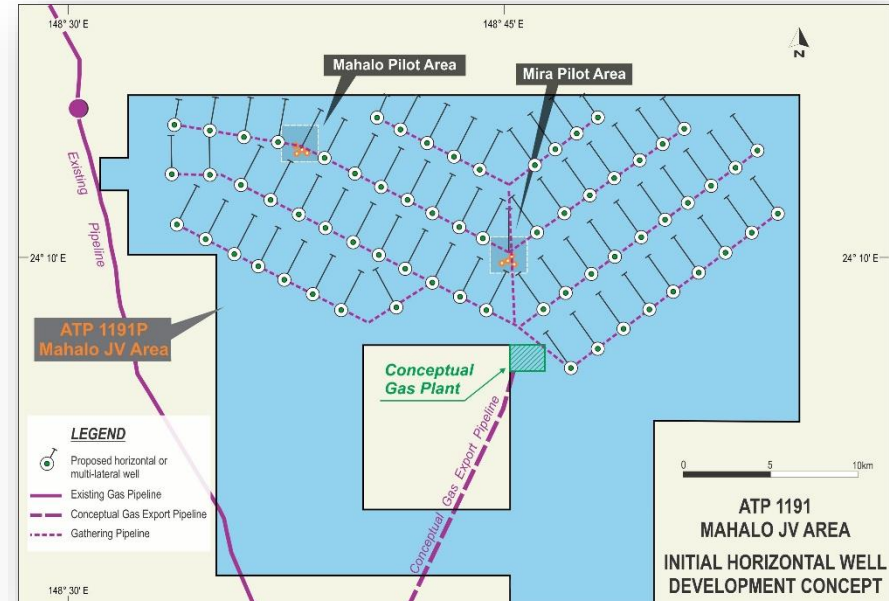 148° 30' E
148° 45' E
N
Mahalo Pilot Area
Mira Pilot Area
Existing
Pipeline
24° 10' E
24° 10' E
ATP 1191P
Mahalo JV Area
Conceptual
Gas Plant
Conceptual Gas Export Pipeline
LEGEND
Proposed horizontal or
multi-lateral well
Existing Gas Pipeline
Conceptual Gas Export Pipeline
Gathering Pipeline
0 5 10km
ATP 1191
MAHALO JV AREA
INITIAL HORIZONTAL WELL
DEVELOPMENT CONCEPT
148° 30' E
148° 45' E